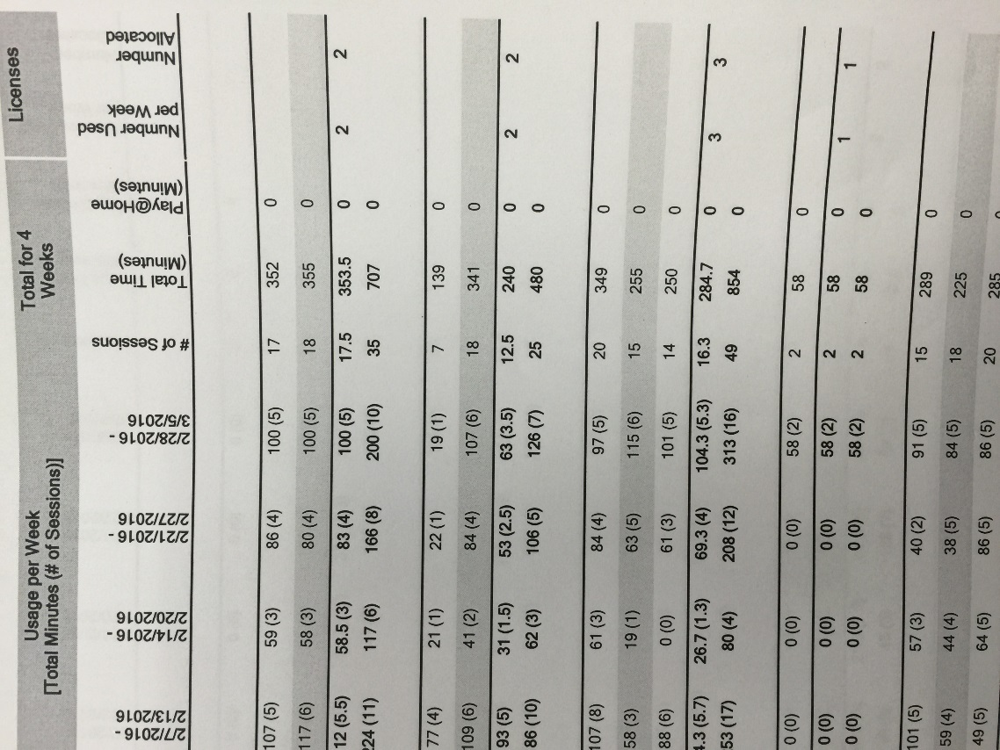 Usage per Week
[Total Minutes (# of Sessions)]
Total for 4
Weeks
Licenses
2/7/2016 -
2/13/2016
2/14/2016 -
2/20/2016
2/21/2016 -
2/27/2016
2/28/2016 -
3/5/2016
# of Sessions
Total Time
(Minutes)
Play@Home
(Minutes)
Number Used
per Week
Number
Allocated
107 (5) 59 (3) 86 (4) 100 (5) 17 352 0
117 (6) 58 (3) 80 (4) 100 (5) 18 355 0
12 (5.5) 58.5 (3) 83 (4) 100 (5) 17.5 353.5 0 2 2
224 (11) 117 (6) 166 (8) 200 (10) 35 707 0
77 (4) 21 (1) 22 (1) 19 (1) 7 139 0
109 (6) 41 (2) 84 (4) 107 (6) 18 341 0
93 (5) 31 (1.5) 53 (2.5) 63 (3.5) 12.5 240 0 2 2
86 (10) 62 (3) 106 (5) 126 (7) 25 480 0
107 (8) 61 (3) 84 (4) 97 (5) 20 349 0
58 (3) 19 (1) 63 (5) 115 (6) 15 255 0
88 (6) 0 (0) 61 (3) 101 (5) 14 250 0
4.3 (5.7) 26.7 (1.3) 69.3 (4) 104.3 (5.3) 16.3 284.7 0 3 3
53 (17) 80 (4) 208 (12) 313 (16) 49 854 0
0 (0) 0 (0) 0 (0) 58 (2) 2 58 0
0 (0) 0 (0) 0 (0) 58 (2) 2 58 0 1 1
0 (0) 0 (0) 0 (0) 58 (2) 2 58 0
101 (5) 57 (3) 40 (2) 91 (5) 15 289 0
59 (4) 44 (4) 38 (5) 84 (5) 18 225 0
49 (5) 64 (5) 86 (5) 86 (5) 20 285 0